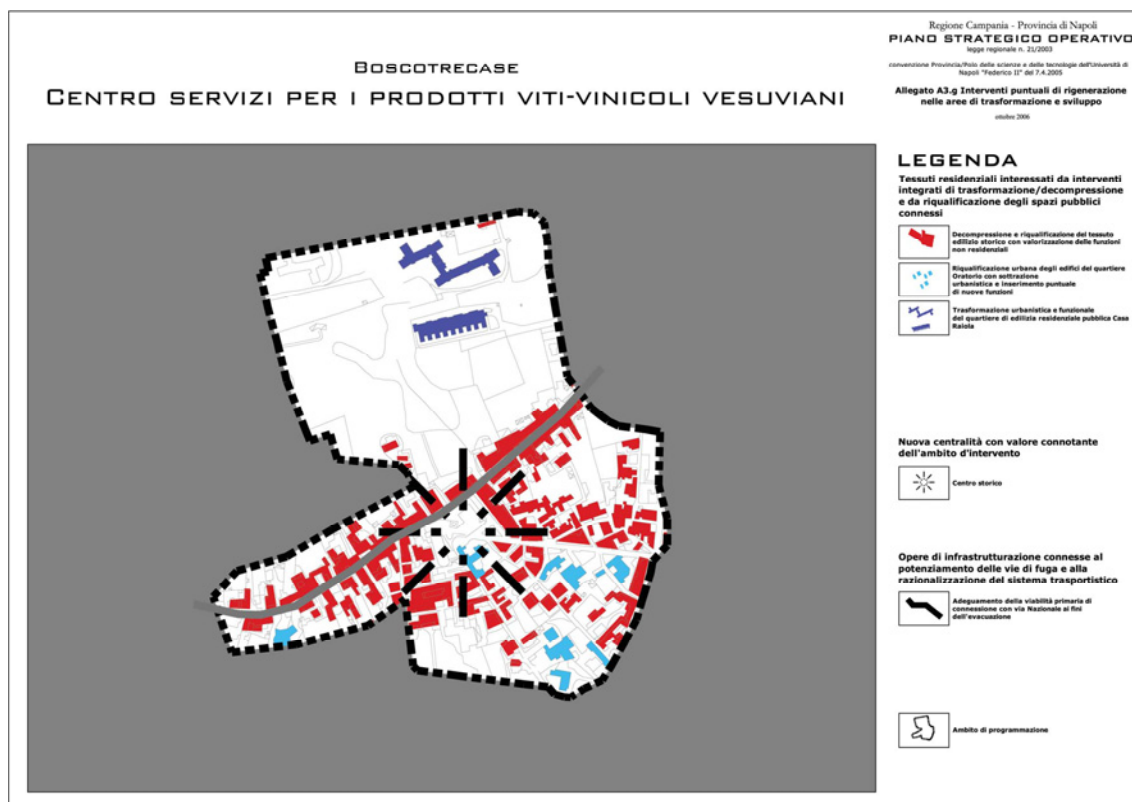 Regione Campania - Provincia di Napoli
PIANO STRATEGICO OPERATIVO
legge regionale n. 21/2003
convenzione Provincia/Polo delle scienze e delle tecnologie dell'Università di
Napoli "Federico II" del 7.4.2005
Allegato A3.g Interventi puntuali di rigenerazione
nelle aree di trasformazione e sviluppo
ottobre 2006
BOSCOTRECASE
CENTRO SERVIZI PER I PRODOTTI VITI-VINICOLI VESUVIANI
LEGENDA
Tessuti residenziali interessati da interventi
integrati di trasformazione/decompressione
e da riqualificazione degli spazi pubblici
connessi
Decompressione e riqualificazione del tessuto
edilizio storico con valorizzazione delle funzioni
non residenziali
Riqualificazione urbana degli edifici del quartiere
Oratorio con sottrazione
urbanistica e inserimento puntuale
di nuove funzioni
Trasformazione urbanistica e funzionale
del quartiere di edilizia residenziale pubblica Casa
Raiola
Nuova centralità con valore connotante
dell'ambito d'intervento
Centro storico
Opere di infrastrutturazione connesse al
potenziamento delle vie di fuga e alla
razionalizzazione del sistema trasportistico
Adeguamento della viabilità primaria di
connessione con via Nazionale ai fini
dell'evacuazione
Ambito di programmazione